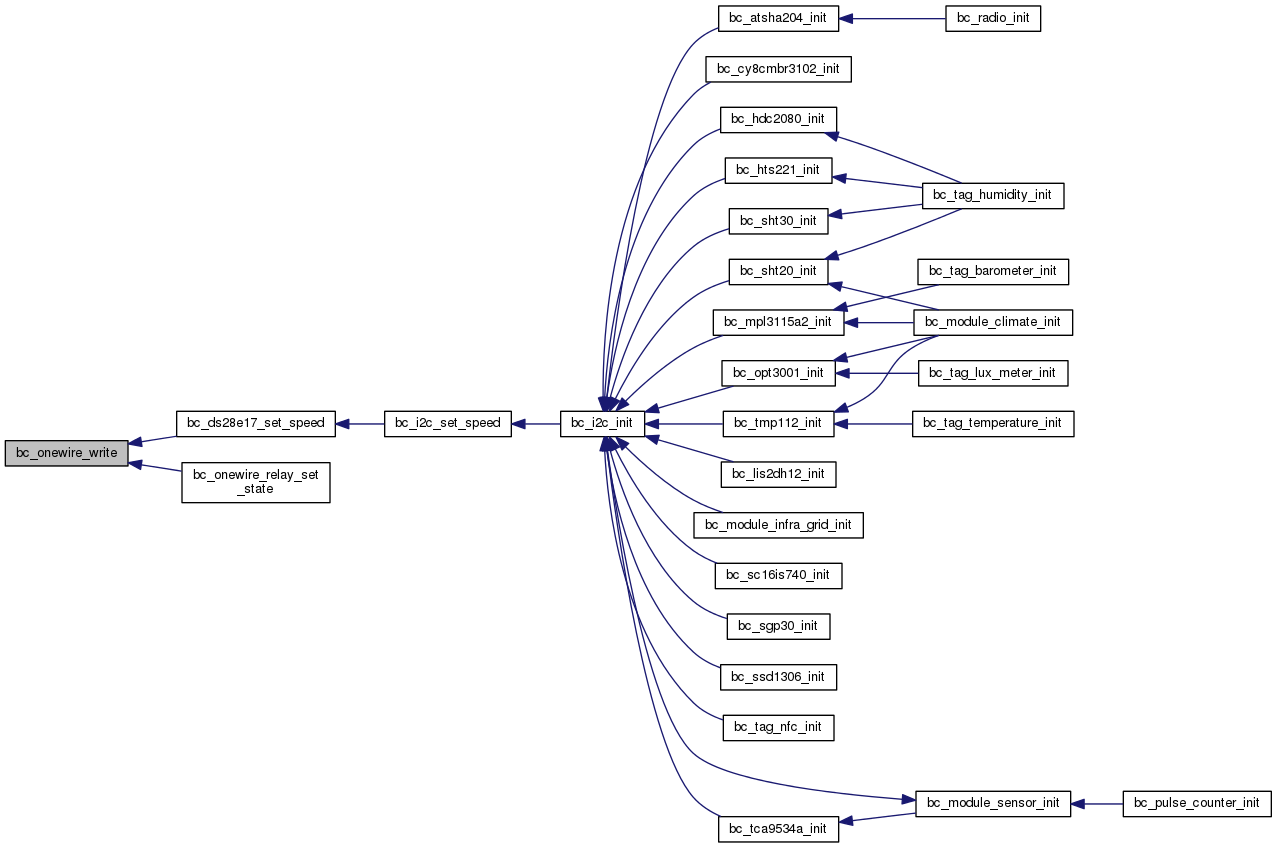 bc_atsha204_init
bc_radio_init
bc_cy8cmbr3102_init
bc_hdc2080_init
bc_hts221_init
bc_tag_humidity_init
bc_sht30_init
bc_sht20_init
bc_tag_barometer_init
bc_mpl3115a2_init
bc_module_climate_init
bc_opt3001_init
bc_tag_lux_meter_init
bc_ds28e17_set_speed
bc_i2c_set_speed
bc_i2c_init
bc_tmp112_init
bc_tag_temperature_init
bc_onewire_write
bc_onewire_relay_set
_state
bc_lis2dh12_init
bc_module_infra_grid_init
bc_sc16is740_init
bc_sgp30_init
bc_ssd1306_init
bc_tag_nfc_init
bc_module_sensor_init
bc_pulse_counter_init
bc_tca9534a_init